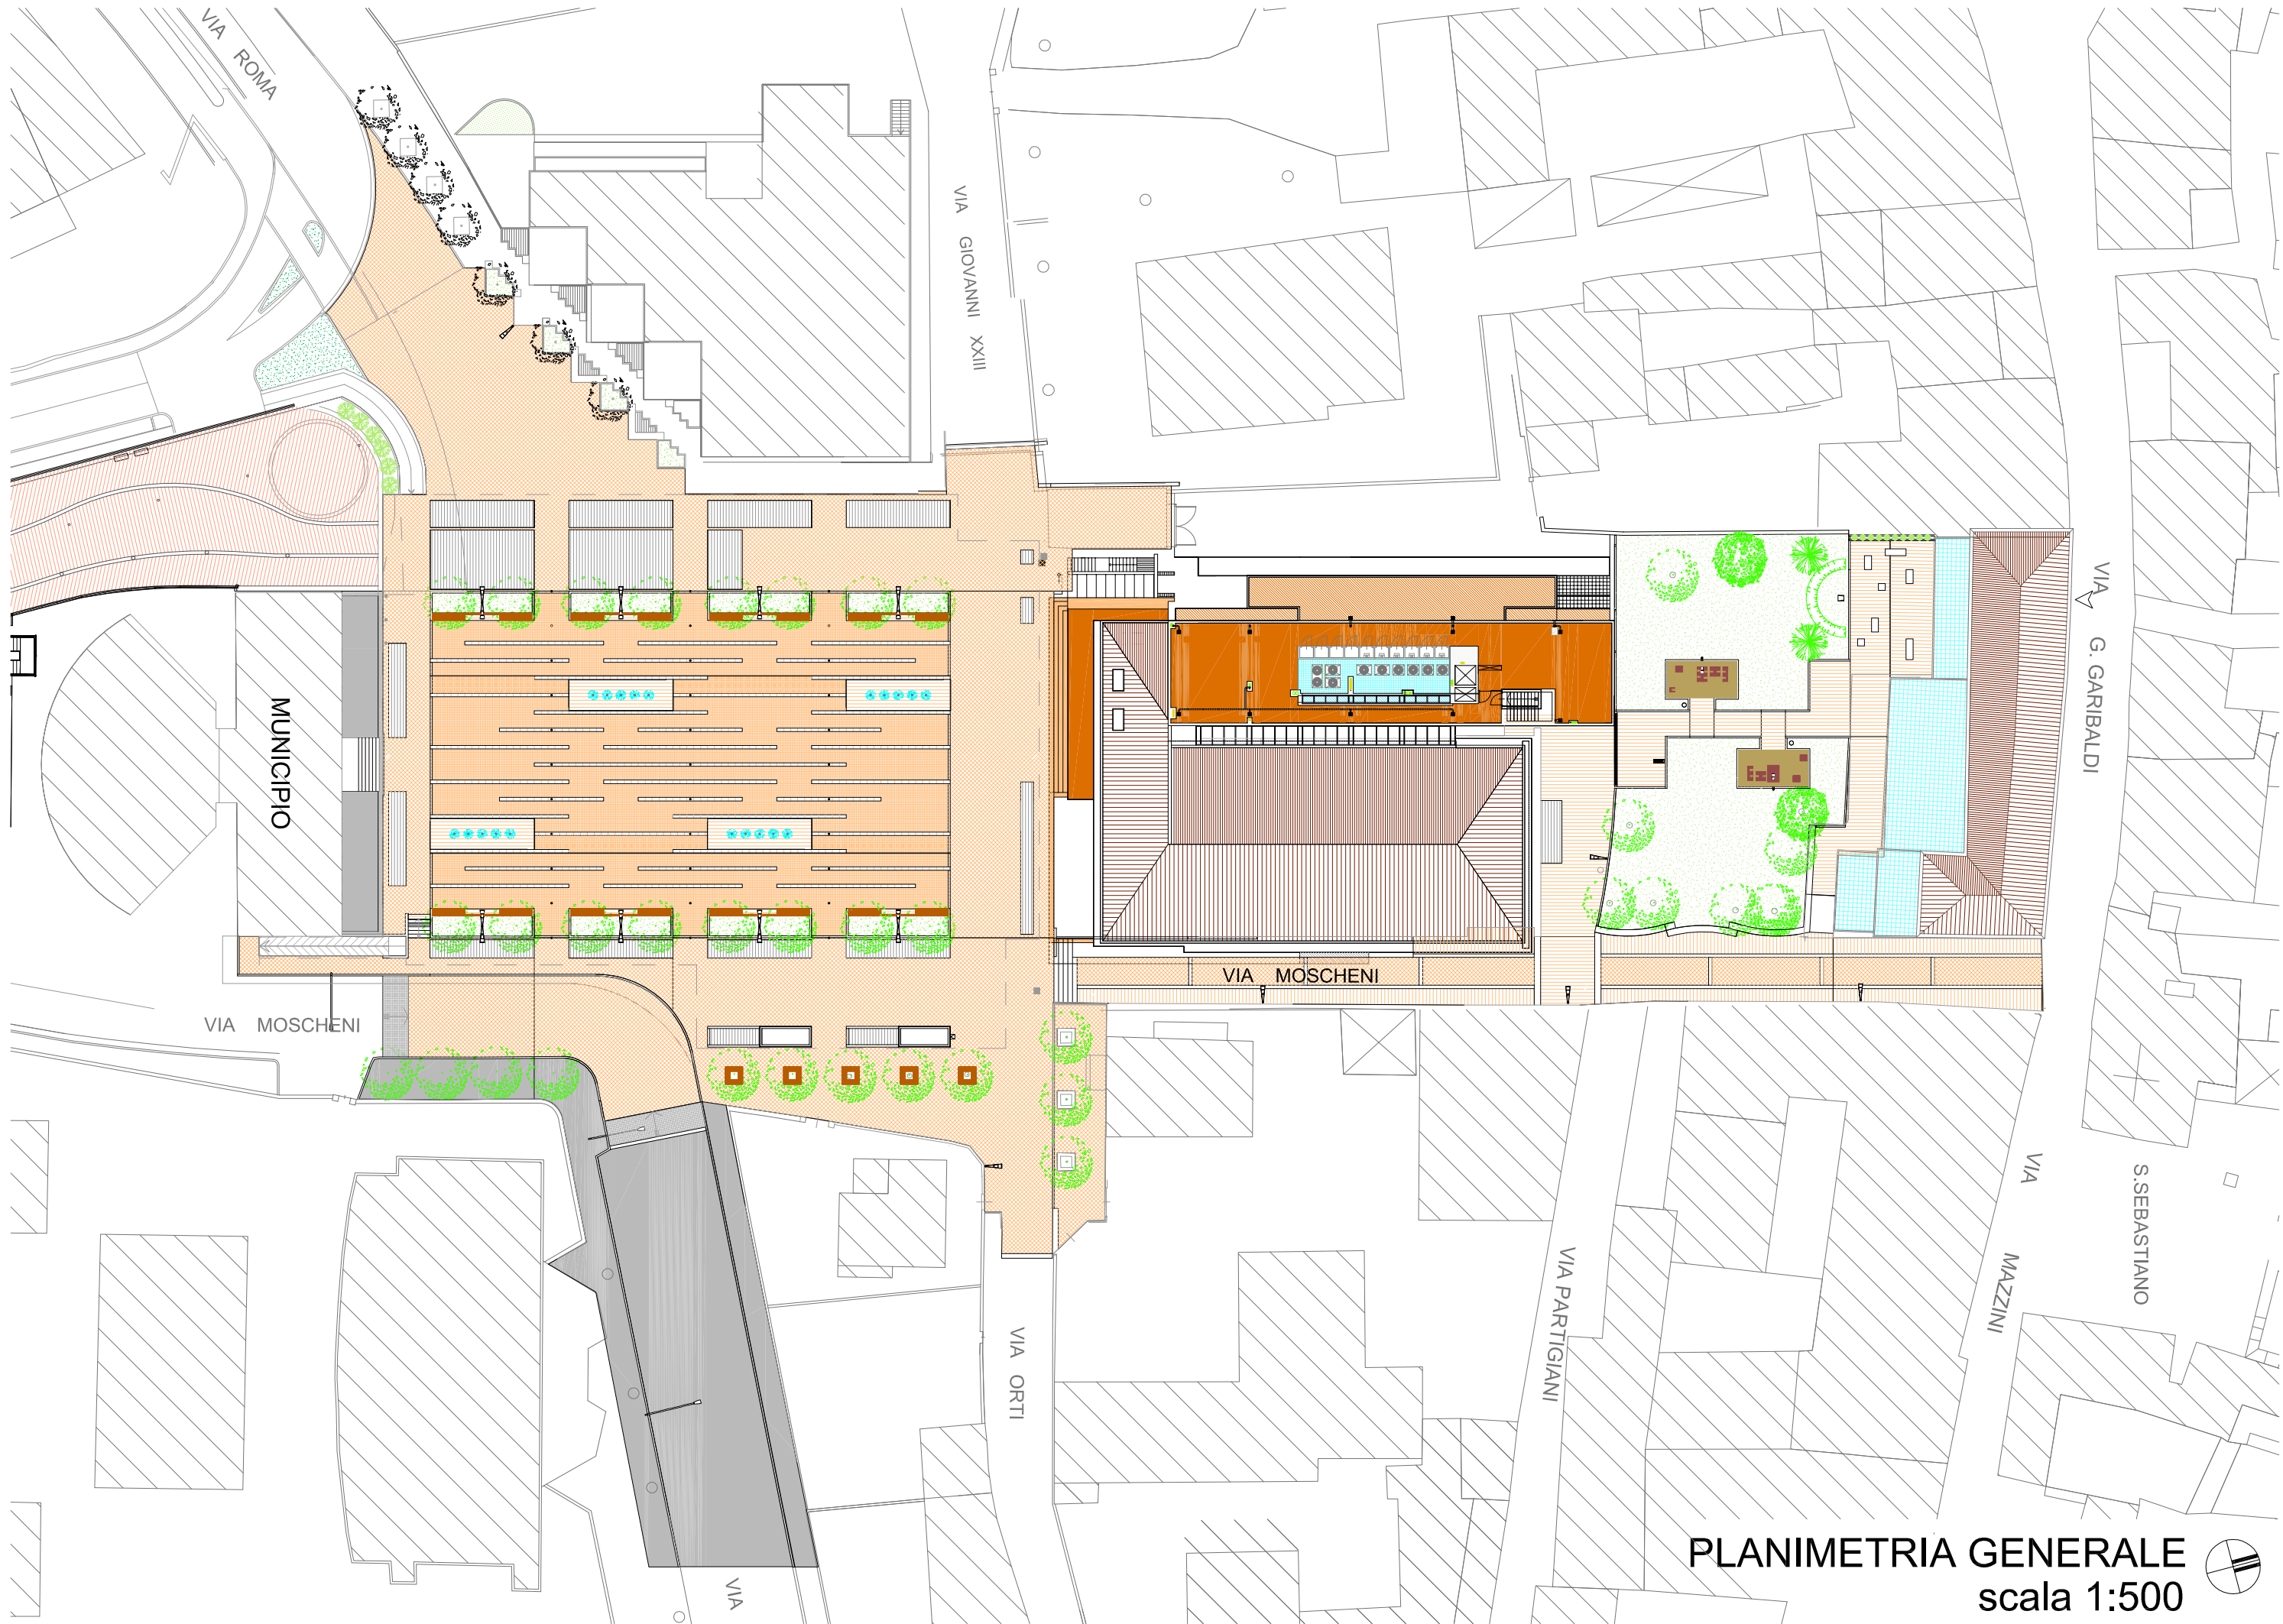 VIA ROMA
VIA GIOVANNI XXIII
VIA G. GARIBALDI
MUNICIPIO
VIA MOSCHENI
VIA MOSCHENI
VIA ORTI
VIA PARTIGIANI
VIA MAZZINI
S.SEBASTIANO
VIA
PLANIMETRIA GENERALE
scala 1:500